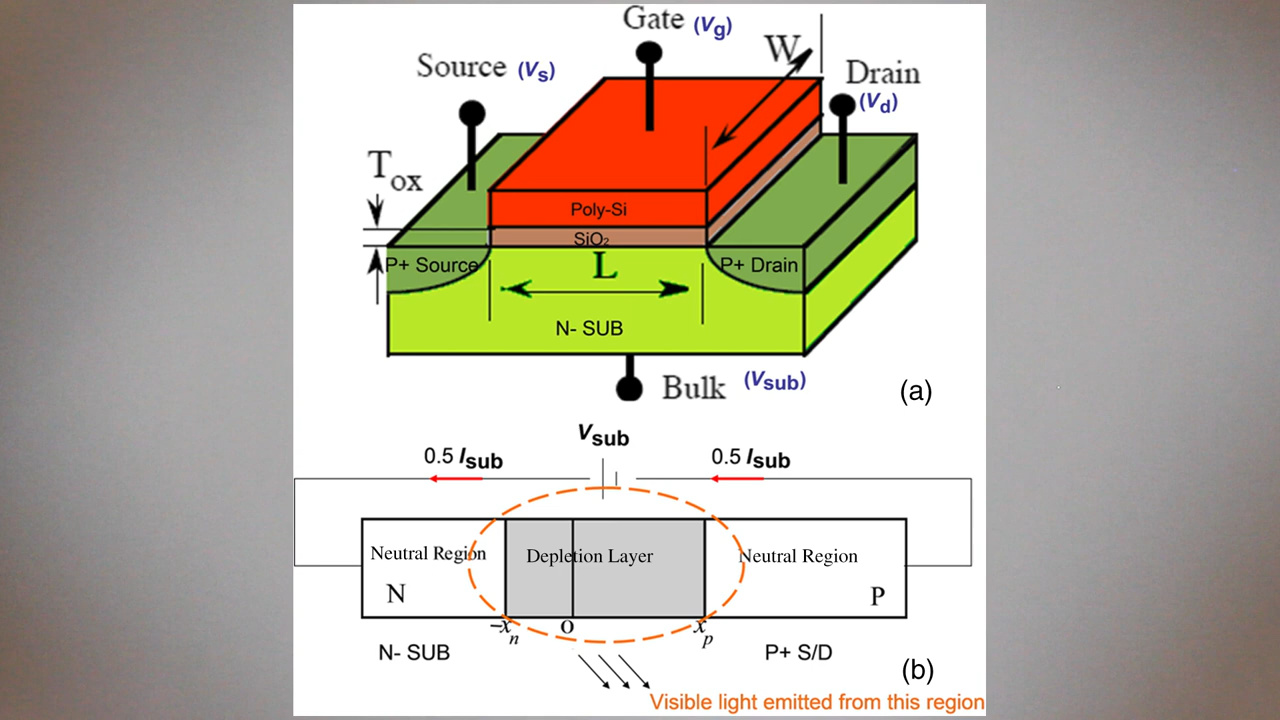 Gate (Vg)
W
Source (Vs)
Drain
(Vd)
Tox
Poly-Si
SiO₂
P+ Source
L
P+ Drain
N- SUB
Bulk (Vsub)
(a)
Vsub
0.5 Isub
0.5 Isub
Neutral Region
Depletion Layer
Neutral Region
N
P
−xn
O
xp
N- SUB
P+ S/D
(b)
Visible light emitted from this region